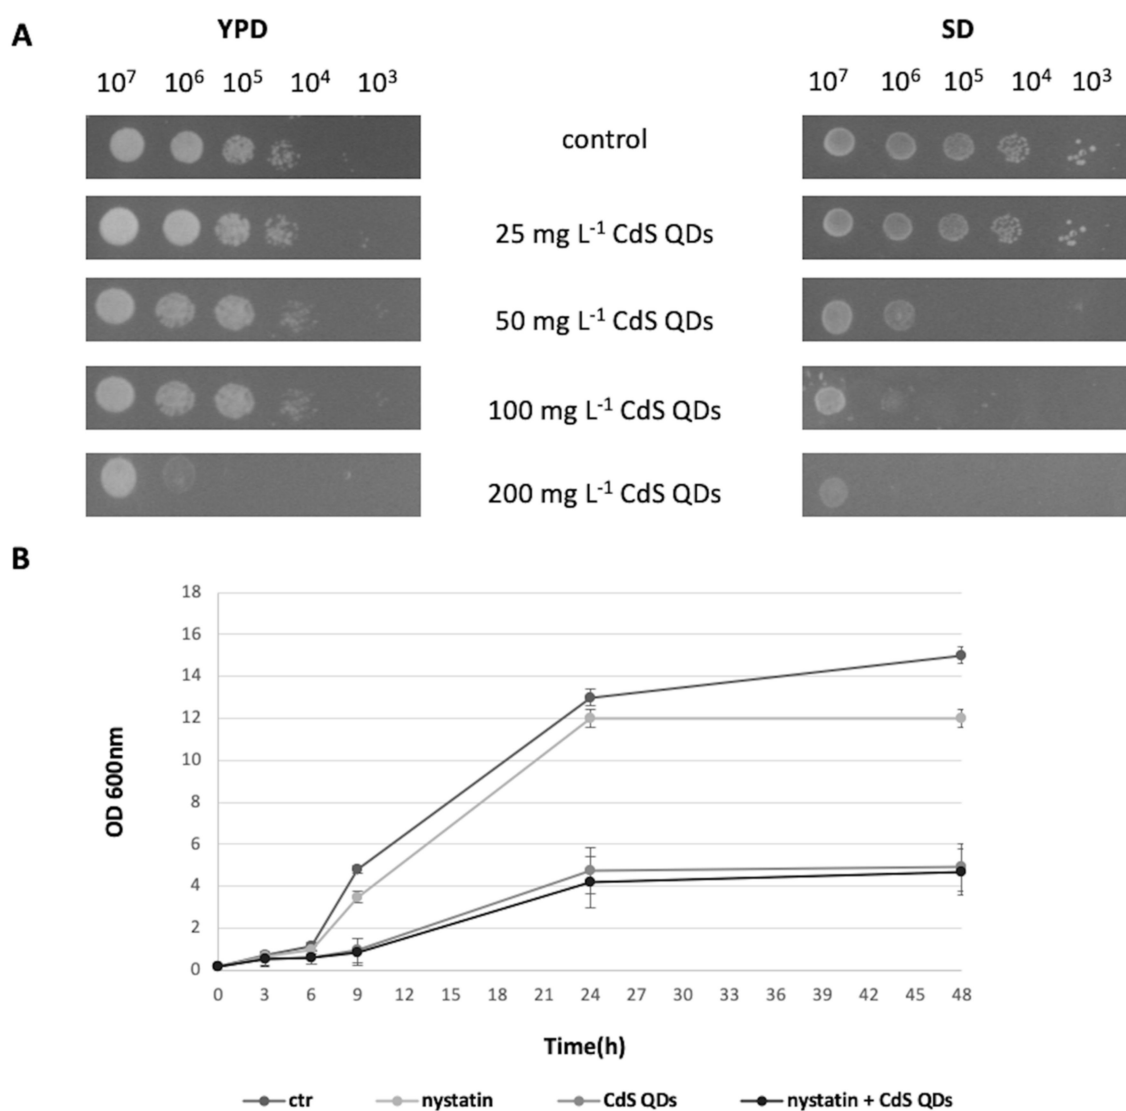 A
YPD
SD
10⁷ 10⁶ 10⁵ 10⁴ 10³
10⁷ 10⁶ 10⁵ 10⁴ 10³
control
25 mg L⁻¹ CdS QDs
50 mg L⁻¹ CdS QDs
100 mg L⁻¹ CdS QDs
200 mg L⁻¹ CdS QDs
B
18
16
14
12
10
8
6
4
2
0
OD 600nm
0 3 6 9 12 15 18 21 24 27 30 33 36 39 42 45 48
Time(h)
ctr nystatin CdS QDs nystatin + CdS QDs